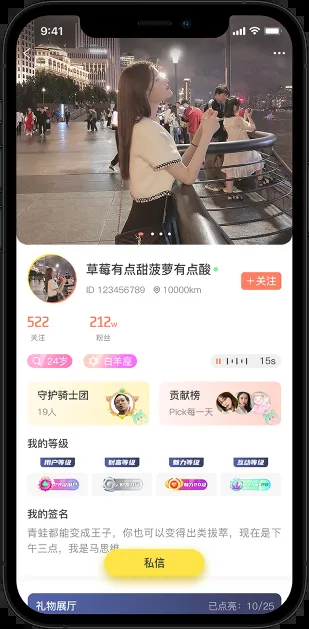 9:41
草莓有点甜菠萝有点酸
ID 123456789 10000km
+关注
522 212w
关注 粉丝
24岁 白羊座 15s
守护骑士团
19人
贡献榜
Pick每一天
我的等级
用户等级 财富等级 魅力等级 互动等级
我的签名
青蛙都能变成王子，你也可以变得出类拔萃，现在是下
午三点，我是马思维
私信
礼物展厅 已点亮：10/25